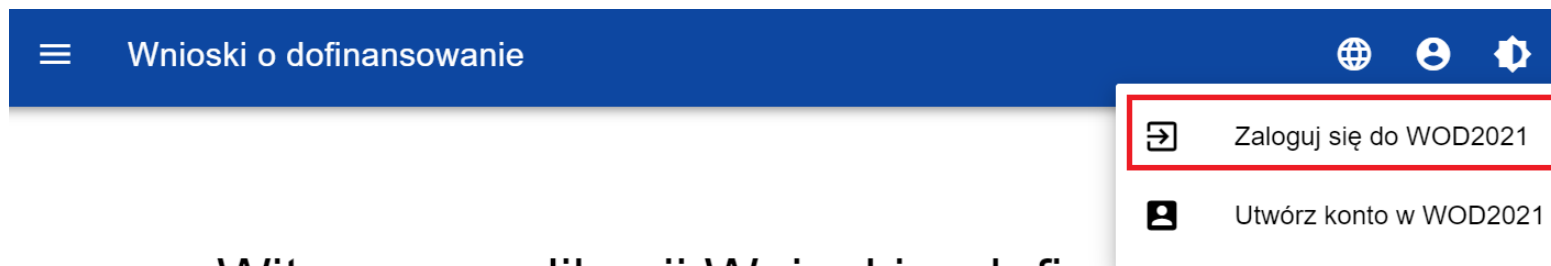 Wnioski o dofinansowanie
Zaloguj się do WOD2021
Utwórz konto w WOD2021